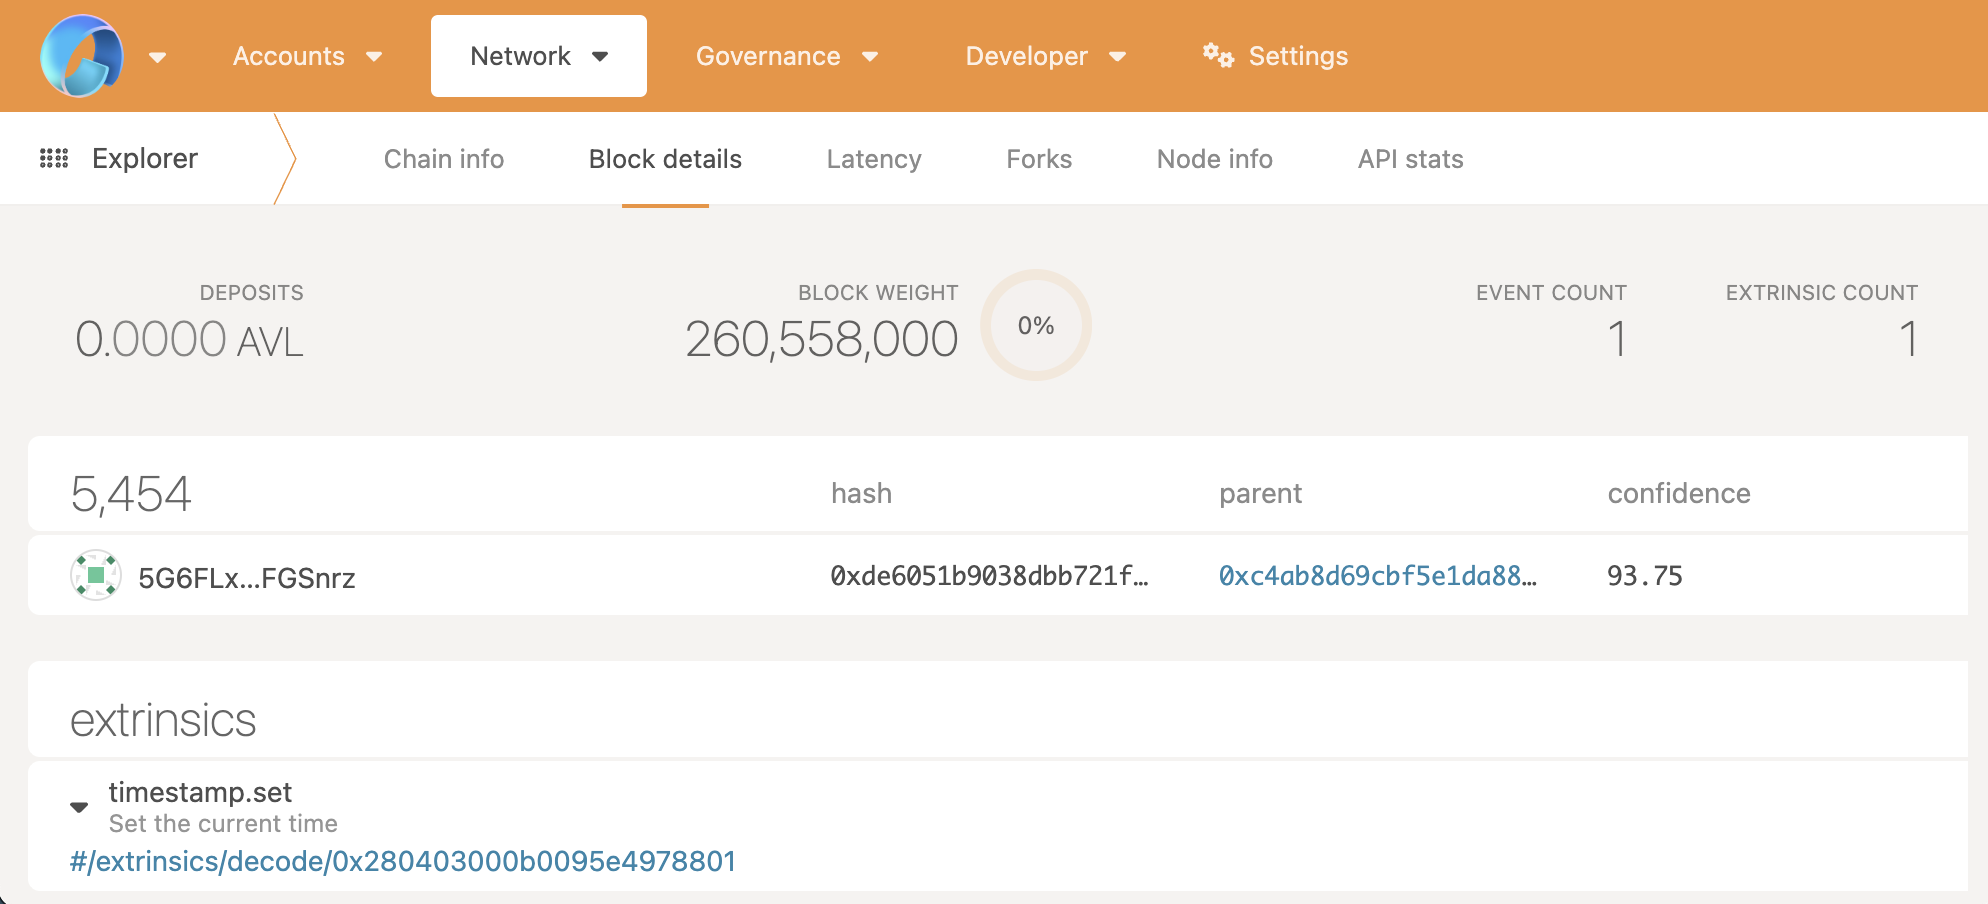 Accounts Network Governance Developer Settings
Explorer Chain info Block details Latency Forks Node info API stats
DEPOSITS BLOCK WEIGHT EVENT COUNT EXTRINSIC COUNT
0.0000 AVL 260,558,000 0% 1 1
5,454 hash parent confidence
5G6FLx...FGSnrz 0xde6051b9038dbb721f… 0xc4ab8d69cbf5e1da88… 93.75
extrinsics
timestamp.set
Set the current time
#/extrinsics/decode/0x280403000b0095e4978801